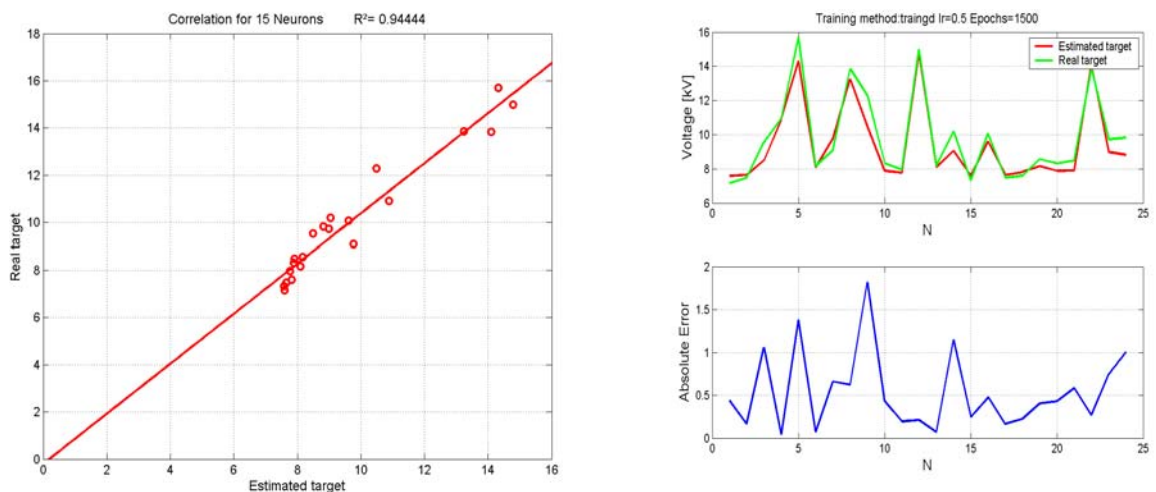 Correlation for 15 Neurons R²= 0.94444
18
16
14
12
10
8
6
4
2
0
Real target
0 2 4 6 8 10 12 14 16
Estimated target
Training method:traingd lr=0.5 Epochs=1500
Estimated target
Real target
16
14
12
10
8
6
4
Voltage [kV]
0 5 10 15 20 25
N
2
1.5
1
0.5
0
Absolute Error
0 5 10 15 20 25
N